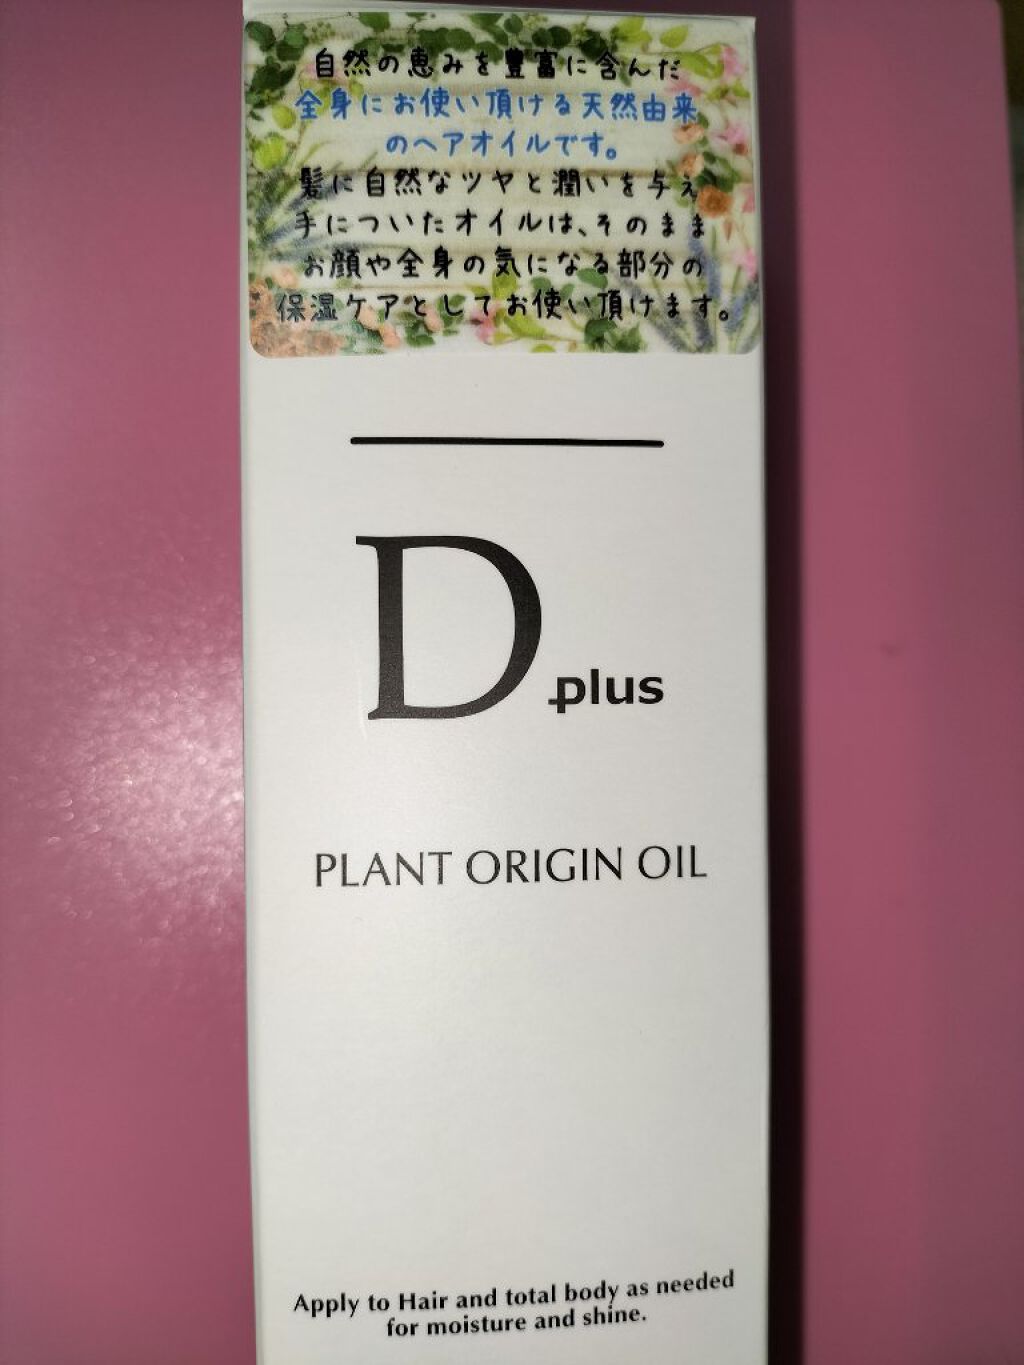 自然の恵みを豊富に含んだ
全身にお使い頂ける天然由来
のヘアオイルです。
髪に自然なツヤと潤いを与え
手についたオイルは、そのまま
お顔や全身の気になる部分の
保湿ケアとしてお使い頂けます。
D plus
PLANT ORIGIN OIL
Apply to Hair and total body as needed
for moisture and shine.